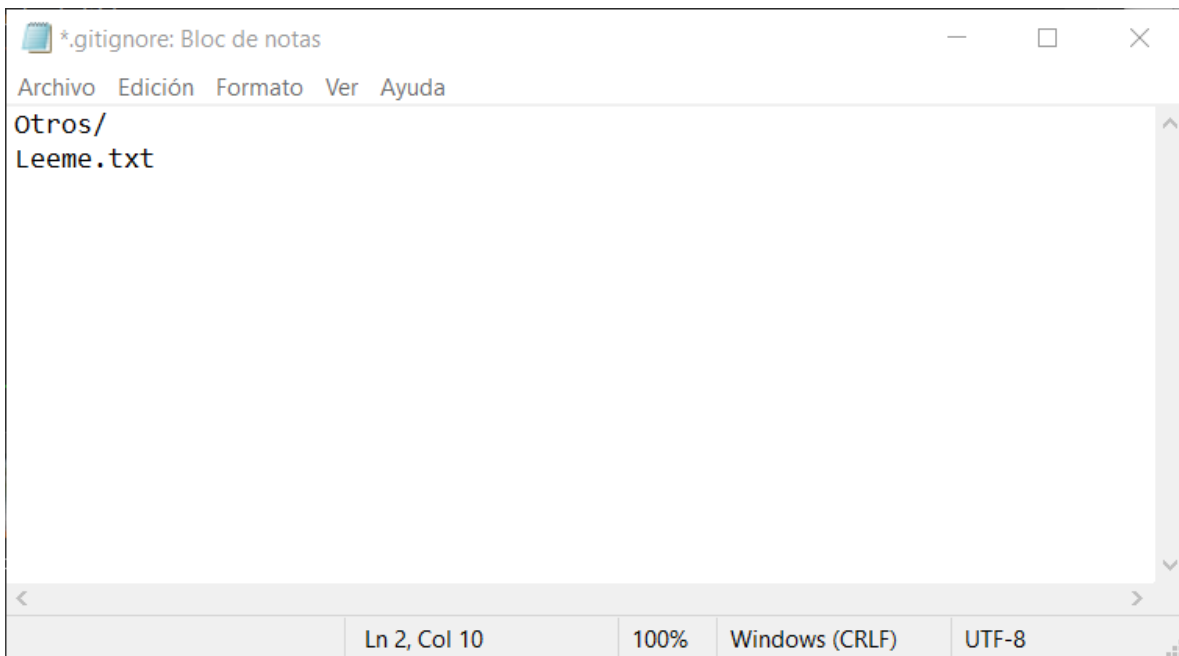 *.gitignore: Bloc de notas
Archivo Edición Formato Ver Ayuda
Otros/
Leeme.txt
Ln 2, Col 10 100% Windows (CRLF) UTF-8